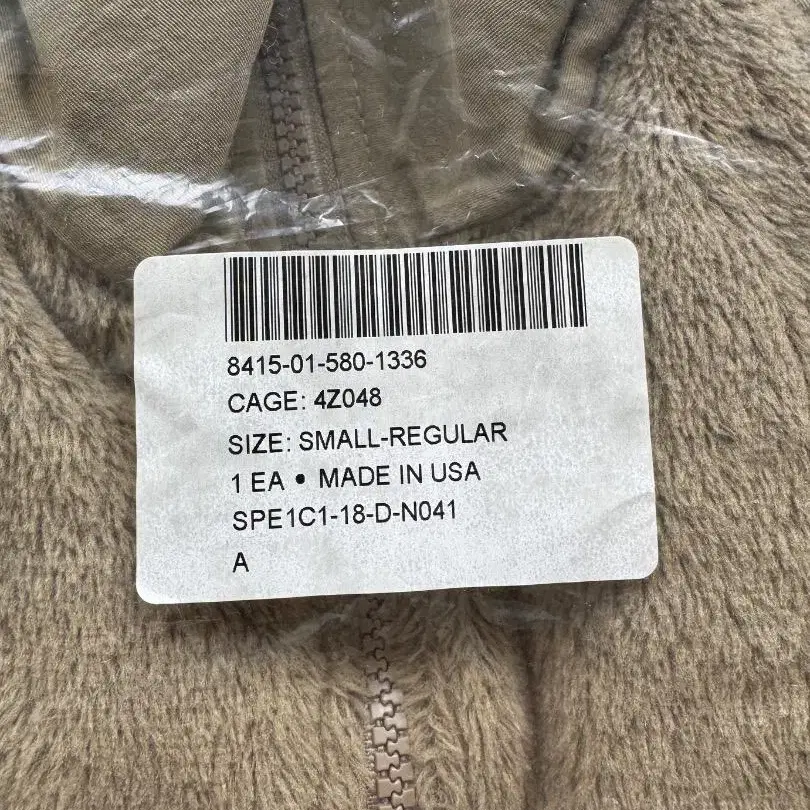 8415-01-580-1336
CAGE: 4Z048
SIZE: SMALL-REGULAR
1 EA • MADE IN USA
SPE1C1-18-D-N041
A